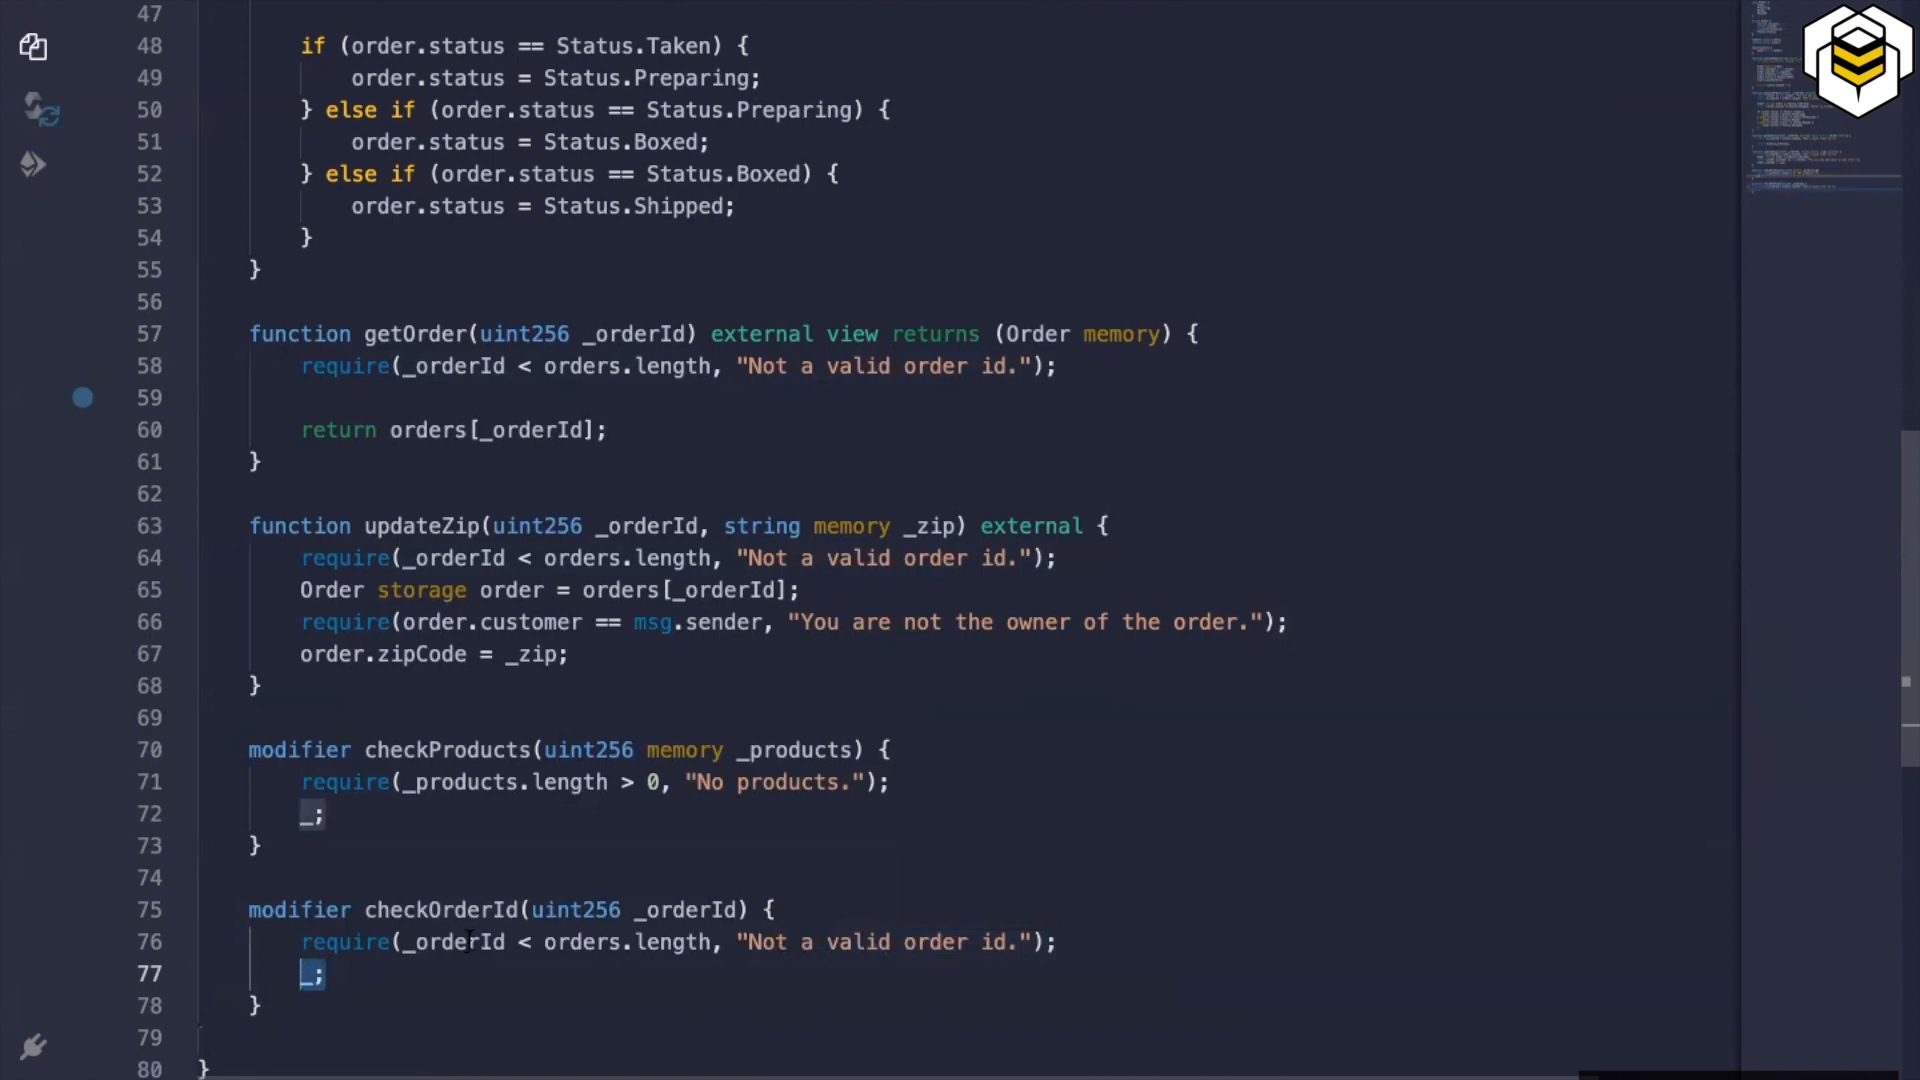 47
48 if (order.status == Status.Taken) {
49 order.status = Status.Preparing;
50 } else if (order.status == Status.Preparing) {
51 order.status = Status.Boxed;
52 } else if (order.status == Status.Boxed) {
53 order.status = Status.Shipped;
54 }
55 }
56
57 function getOrder(uint256 _orderId) external view returns (Order memory) {
58 require(_orderId < orders.length, "Not a valid order id.");
59
60 return orders[_orderId];
61 }
62
63 function updateZip(uint256 _orderId, string memory _zip) external {
64 require(_orderId < orders.length, "Not a valid order id.");
65 Order storage order = orders[_orderId];
66 require(order.customer == msg.sender, "You are not the owner of the order.");
67 order.zipCode = _zip;
68 }
69
70 modifier checkProducts(uint256 memory _products) {
71 require(_products.length > 0, "No products.");
72 _;
73 }
74
75 modifier checkOrderId(uint256 _orderId) {
76 require(_orderId < orders.length, "Not a valid order id.");
77 _;
78 }
79
80 }